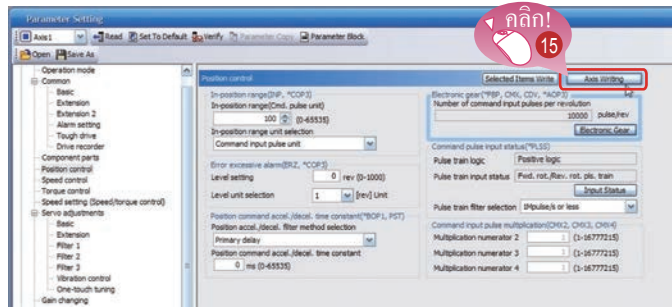 Parameter Setting
คลิก!
15
Axis1 Read Set To Default Verify Parameter Copy Parameter Block
Open Save As
Operation mode
Common
Basic
Extension
Extension 2
Alarm setting
Tough drive
Drive recorder
Component parts
Position control
Speed control
Torque control
Speed setting (Speed/torque control)
Servo adjustments
Basic
Extension
Filter 1
Filter 2
Filter 3
Vibration control
One-touch tuning
Gain changing
Position control
Selected Items Write Axis Writing
In-position range(INP, *COP3)
In-position range(Cmd. pulse unit)
100 (0-65535)
In-position range unit selection
Command input pulse unit
Error excessive alarm(ERZ, *COP3)
Level setting 0 rev (0-1000)
Level unit selection 1 [rev] Unit
Position command accel./decel. time constant(*BOP1, PST)
Position accel./decel. filter method selection
Primary delay
Position command accel./decel. time constant
0 ms (0-65535)
Electronic gear(*FBP, CMX, CDV, *AOP3)
Number of command input pulses per revolution
10000 pulse/rev
Electronic Gear
Command pulse input status(*PLSS)
Pulse train logic Positive logic
Pulse train input status Fwd. rot./Rev. rot. pls. train
Input Status
Pulse train filter selection 1Mpulse/s or less
Command input pulse multiplication(CMX2, CMX3, CMX4)
Multiplication numerator 2 1 (1-16777215)
Multiplication numerator 3 1 (1-16777215)
Multiplication numerator 4 1 (1-16777215)